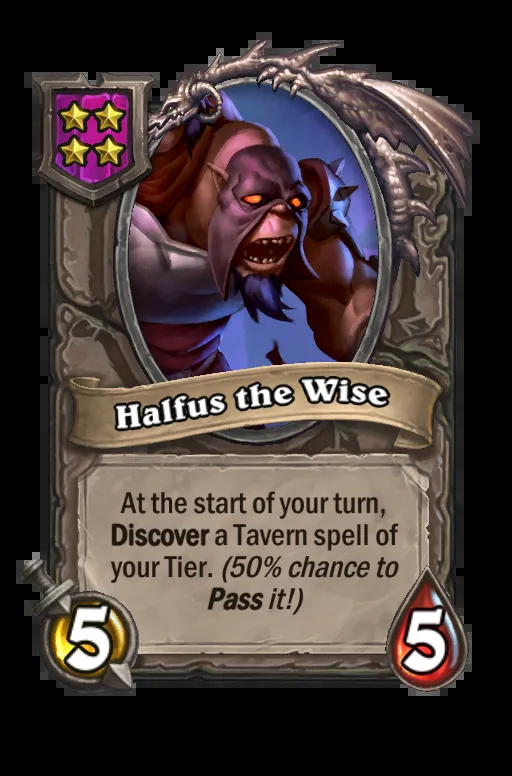 Halfus the Wise
At the start of your turn,
Discover a Tavern spell of
your Tier. (50% chance to
Pass it!)
5
5